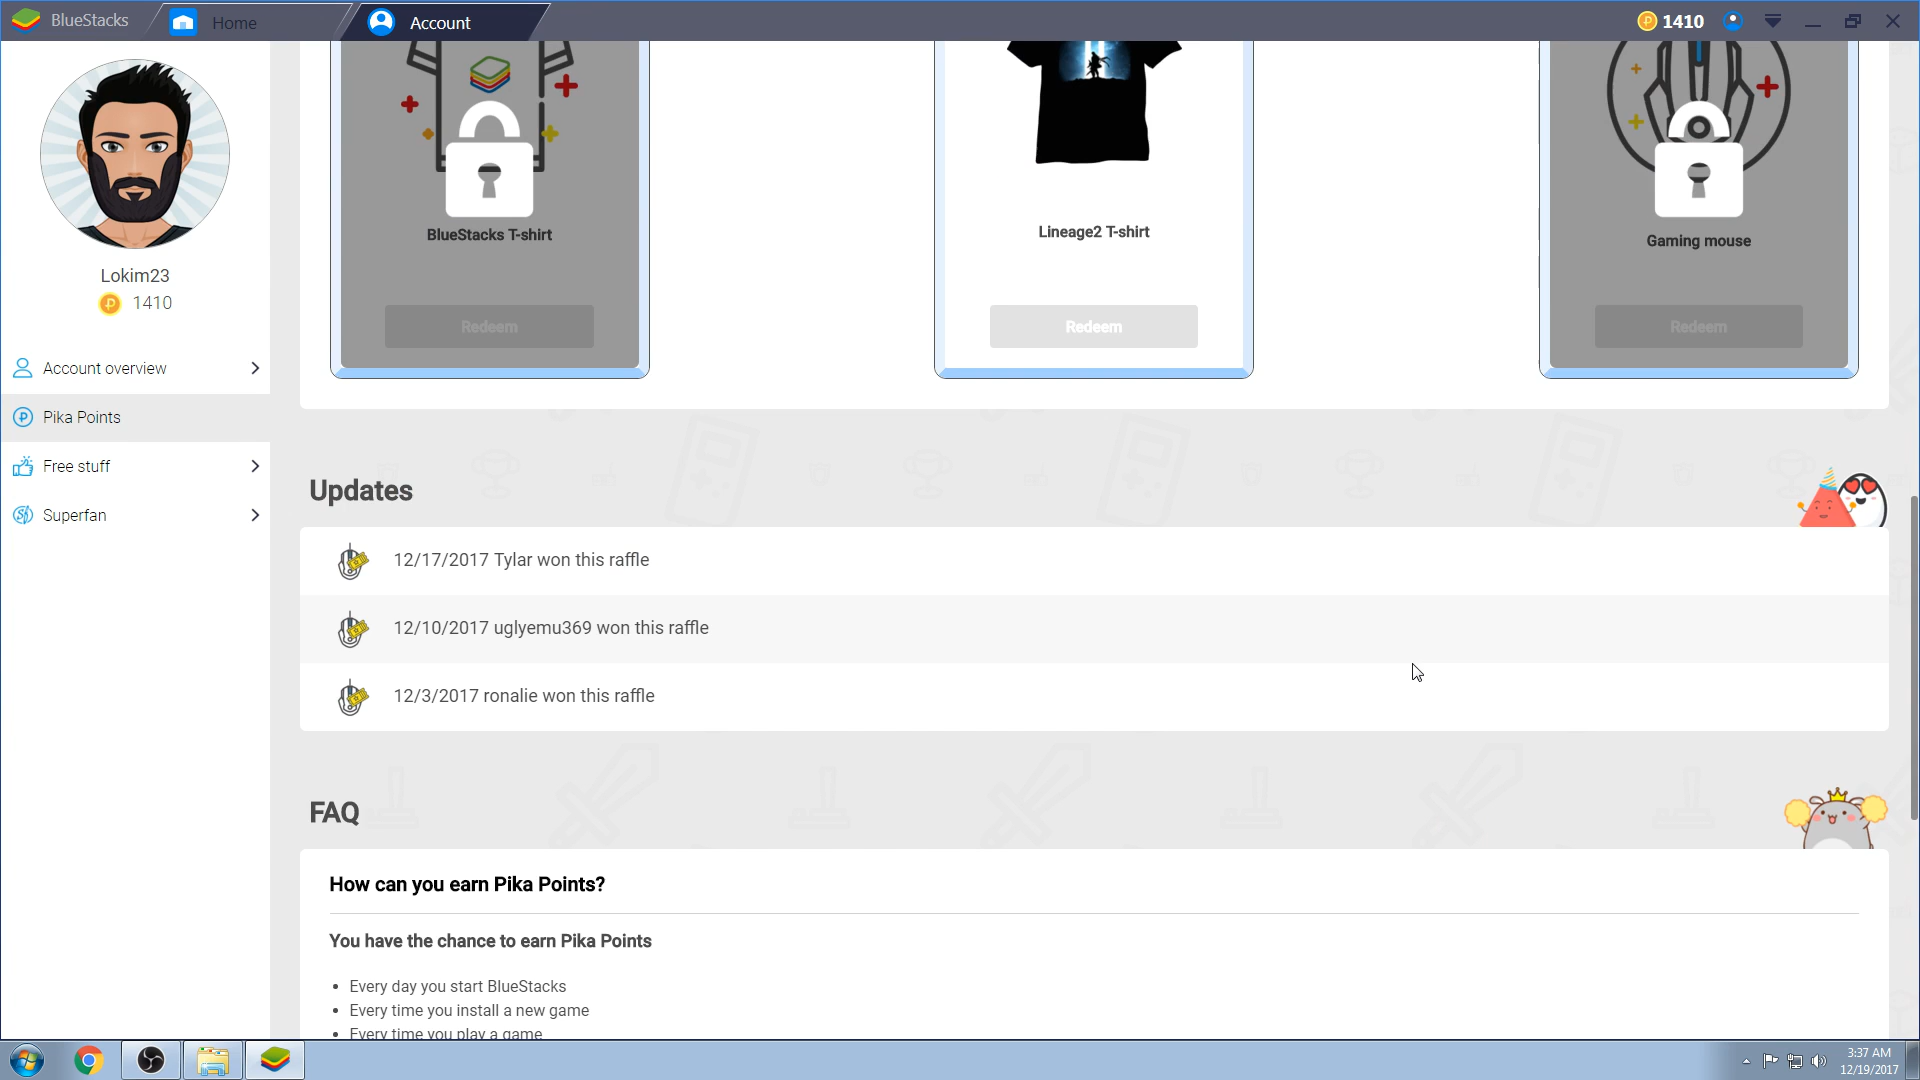 BlueStacks
Home
Account
1410
Lokim23
1410
Account overview
Pika Points
Free stuff
Superfan
BlueStacks T-shirt
Redeem
Lineage2 T-shirt
Redeem
Gaming mouse
Redeem
Updates
12/17/2017 Tylar won this raffle
12/10/2017 uglyemu369 won this raffle
12/3/2017 ronalie won this raffle
FAQ
How can you earn Pika Points?
You have the chance to earn Pika Points
• Every day you start BlueStacks
• Every time you install a new game
• Every time you play a game
3:37 AM
12/19/2017